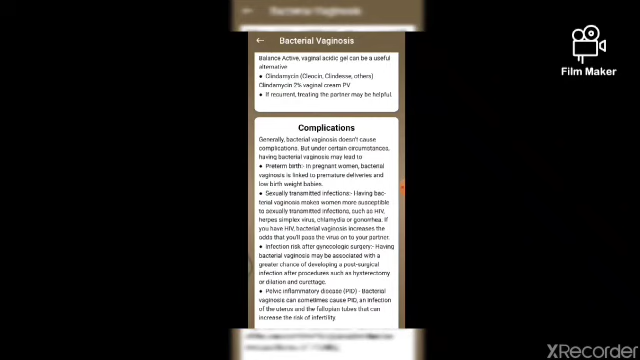 Bacterial Vaginosis
← Bacterial Vaginosis
Balance Active, vaginal acidic gel can be a useful
alternative
● Clindamycin (Cleocin, Clindesse, others)
Clindamycin 2% vaginal cream PV
● If recurrent, treating the partner may be helpful
Complications
Generally, bacterial vaginosis doesn't cause
complications. But under certain circumstances,
having bacterial vaginosis may lead to
● Preterm birth:- In pregnant women, bacterial
vaginosis is linked to premature deliveries and
low birth weight babies.
● Sexually transmitted infections:- Having bac-
terial vaginosis makes women more susceptible
to sexually transmitted infections, such as HIV,
herpes simplex virus, chlamydia or gonorrhea. If
you have HIV, bacterial vaginosis increases the
odds that you'll pass the virus on to your partner.
● Infection risk after gynecologic surgery:- Having
bacterial vaginosis may be associated with a
greater chance of developing a post-surgical
infection after procedures such as hysterectomy
or dilation and curettage.
● Pelvic inflammatory disease (PID) - Bacterial
vaginosis can sometimes cause PID, an infection
of the uterus and the fallopian tubes that can
increase the risk of infertility
Film Maker
XRecorder